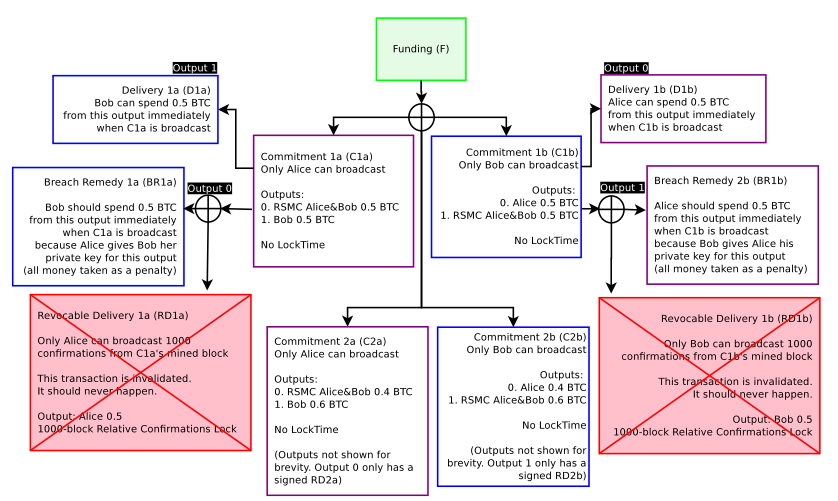 Funding (F)
Output 1
Delivery 1a (D1a)
Bob can spend 0.5 BTC
from this output immediately
when C1a is broadcast
Output 0
Delivery 1b (D1b)
Alice can spend 0.5 BTC
from this output immediately
when C1b is broadcast
Commitment 1a (C1a)
Only Alice can broadcast
Outputs:
0. RSMC Alice&Bob 0.5 BTC
1. Bob 0.5 BTC
No LockTime
Commitment 1b (C1b)
Only Bob can broadcast
Outputs:
0. Alice 0.5 BTC
1. RSMC Alice&Bob 0.5 BTC
No LockTime
Output 0
Breach Remedy 1a (BR1a)
Bob should spend 0.5 BTC
from this output immediately
when C1a is broadcast
because Alice gives Bob her
private key for this output
(all money taken as a penalty)
Output 1
Breach Remedy 2b (BR1b)
Alice should spend 0.5 BTC
from this output immediately
when C1b is broadcast
because Bob gives Alice his
private key for this output
(all money taken as a penalty)
Revocable Delivery 1a (RD1a)
Only Alice can broadcast 1000
confirmations from C1a's mined block
This transaction is invalidated.
It should never happen.
Output: Alice 0.5
1000-block Relative Confirmations Lock
Commitment 2a (C2a)
Only Alice can broadcast
Outputs:
0. RSMC Alice&Bob 0.4 BTC
1. Bob 0.6 BTC
No LockTime
(Outputs not shown for
brevity. Output 0 only has a
signed RD2a)
Commitment 2b (C2b)
Only Bob can broadcast
Outputs:
0. Alice 0.4 BTC
1. RSMC Alice&Bob 0.6 BTC
No LockTime
(Outputs not shown for
brevity. Output 1 only has a
signed RD2b)
Revocable Delivery 1b (RD1b)
Only Bob can broadcast 1000
confirmations from C1b's mined block
This transaction is invalidated.
It should never happen.
Output: Bob 0.5
1000-block Relative Confirmations Lock